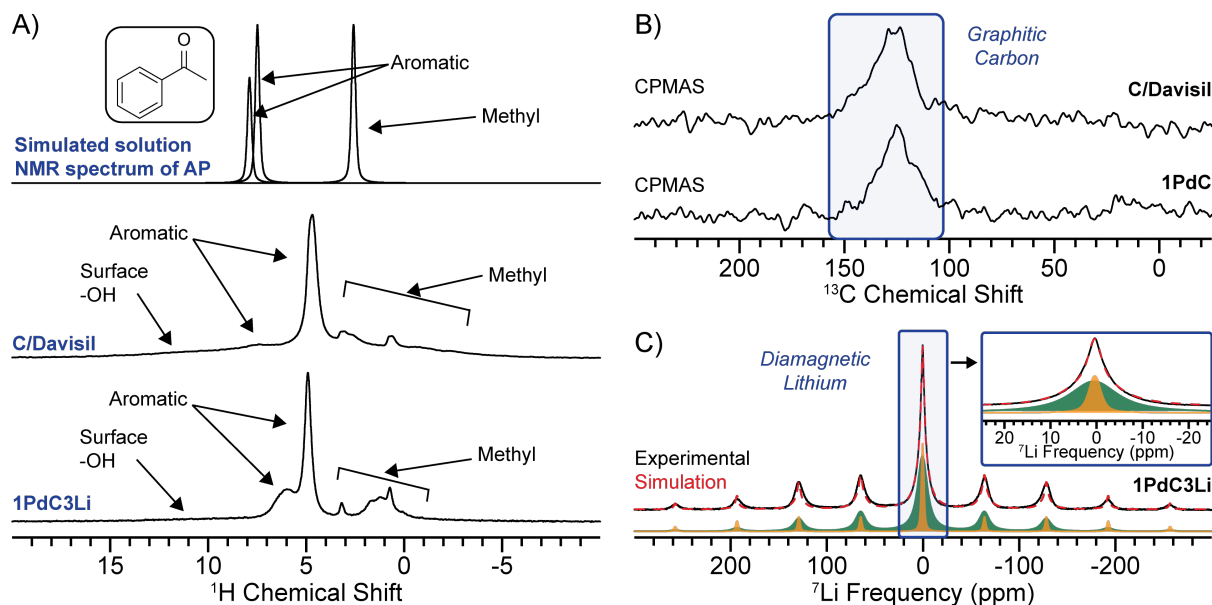 A)
O
Aromatic
Methyl
Simulated solution
NMR spectrum of AP
Aromatic
Surface
-OH
Methyl
C/Davisil
Aromatic
Surface
-OH
Methyl
1PdC3Li
15 10 5 0 -5
¹H Chemical Shift
B)
Graphitic
Carbon
CPMAS
C/Davisil
CPMAS
1PdC
200 150 100 50 0
¹³C Chemical Shift
C)
Diamagnetic
Lithium
20 10 0 -10 -20
⁷Li Frequency (ppm)
Experimental
Simulation
1PdC3Li
200 100 0 -100 -200
⁷Li Frequency (ppm)